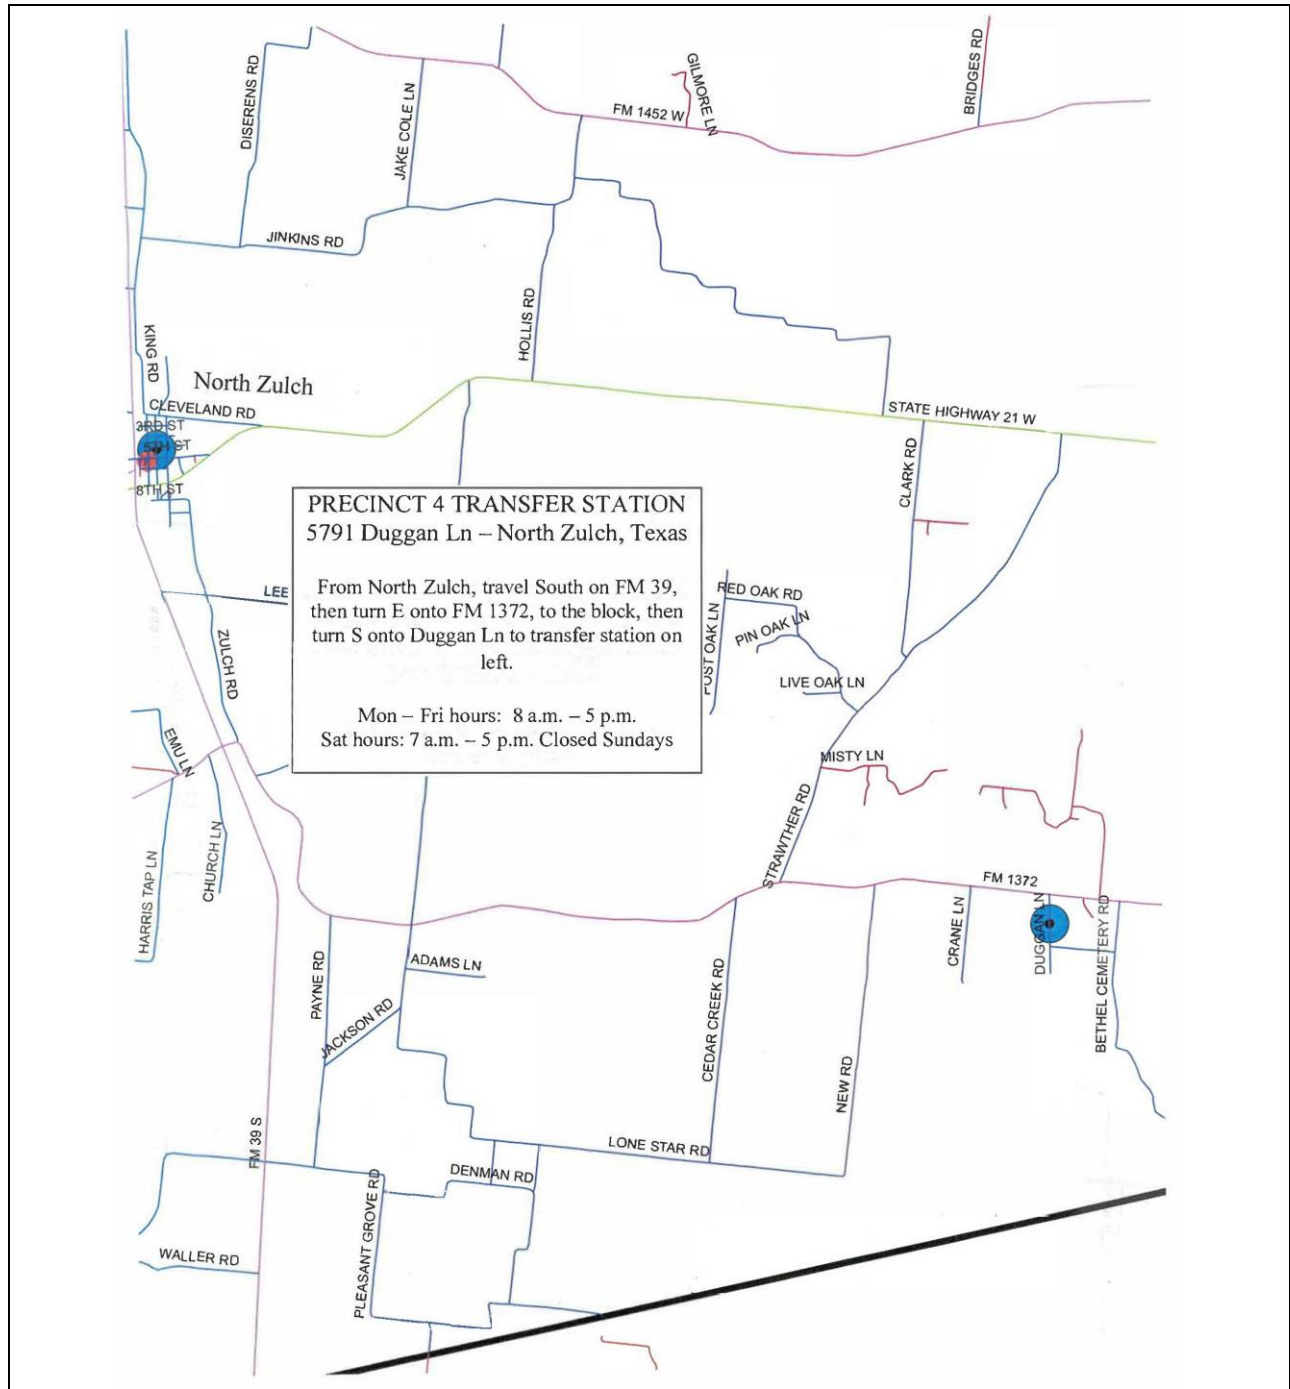 DISERENS RD
JAKE COLE LN
GILMORE LN
FM 1452 W
BRIDGES RD
JINKINS RD
HOLLIS RD
KING RD
North Zulch
CLEVELAND RD
3RD ST
5TH ST
8TH ST
STATE HIGHWAY 21 W
CLARK RD
PRECINCT 4 TRANSFER STATION
5791 Duggan Ln – North Zulch, Texas
From North Zulch, travel South on FM 39,
then turn E onto FM 1372, to the block, then
turn S onto Duggan Ln to transfer station on
left.
Mon – Fri hours: 8 a.m. – 5 p.m.
Sat hours: 7 a.m. – 5 p.m. Closed Sundays
LEE
ZULCH RD
RED OAK RD
PIN OAK LN
POST OAK LN
LIVE OAK LN
EMU LN
MISTY LN
STRAWTHER RD
HARRIS TAP LN
CHURCH LN
FM 1372
CRANE LN
DUGGAN LN
BETHEL CEMETERY RD
PAYNE RD
ADAMS LN
JACKSON RD
CEDAR CREEK RD
NEW RD
FM 39 S
LONE STAR RD
DENMAN RD
PLEASANT GROVE RD
WALLER RD